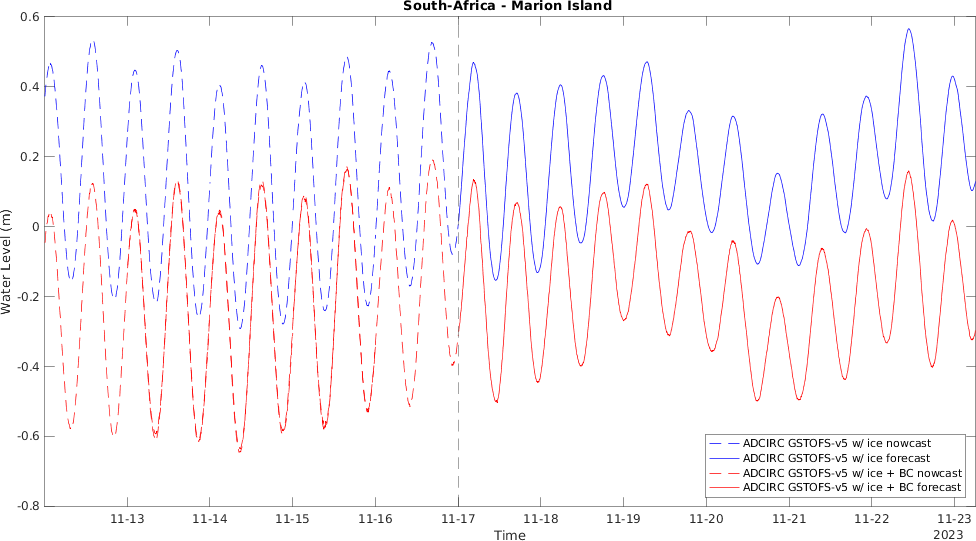 South-Africa - Marion Island
Water Level (m)
0.6
0.4
0.2
0
-0.2
-0.4
-0.6
-0.8
ADCIRC GSTOFS-v5 w/ ice nowcast
ADCIRC GSTOFS-v5 w/ ice forecast
ADCIRC GSTOFS-v5 w/ ice + BC nowcast
ADCIRC GSTOFS-v5 w/ ice + BC forecast
11-13 11-14 11-15 11-16 11-17 11-18 11-19 11-20 11-21 11-22 11-23
Time
2023